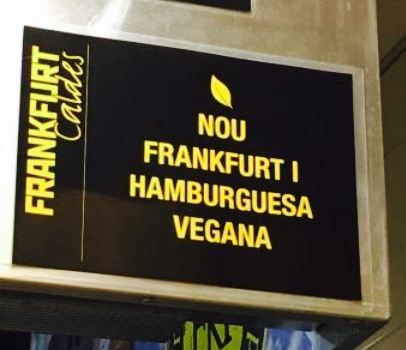 FRANKFURT
Caldes
NOU
FRANKFURT I
HAMBURGUESA
VEGANA